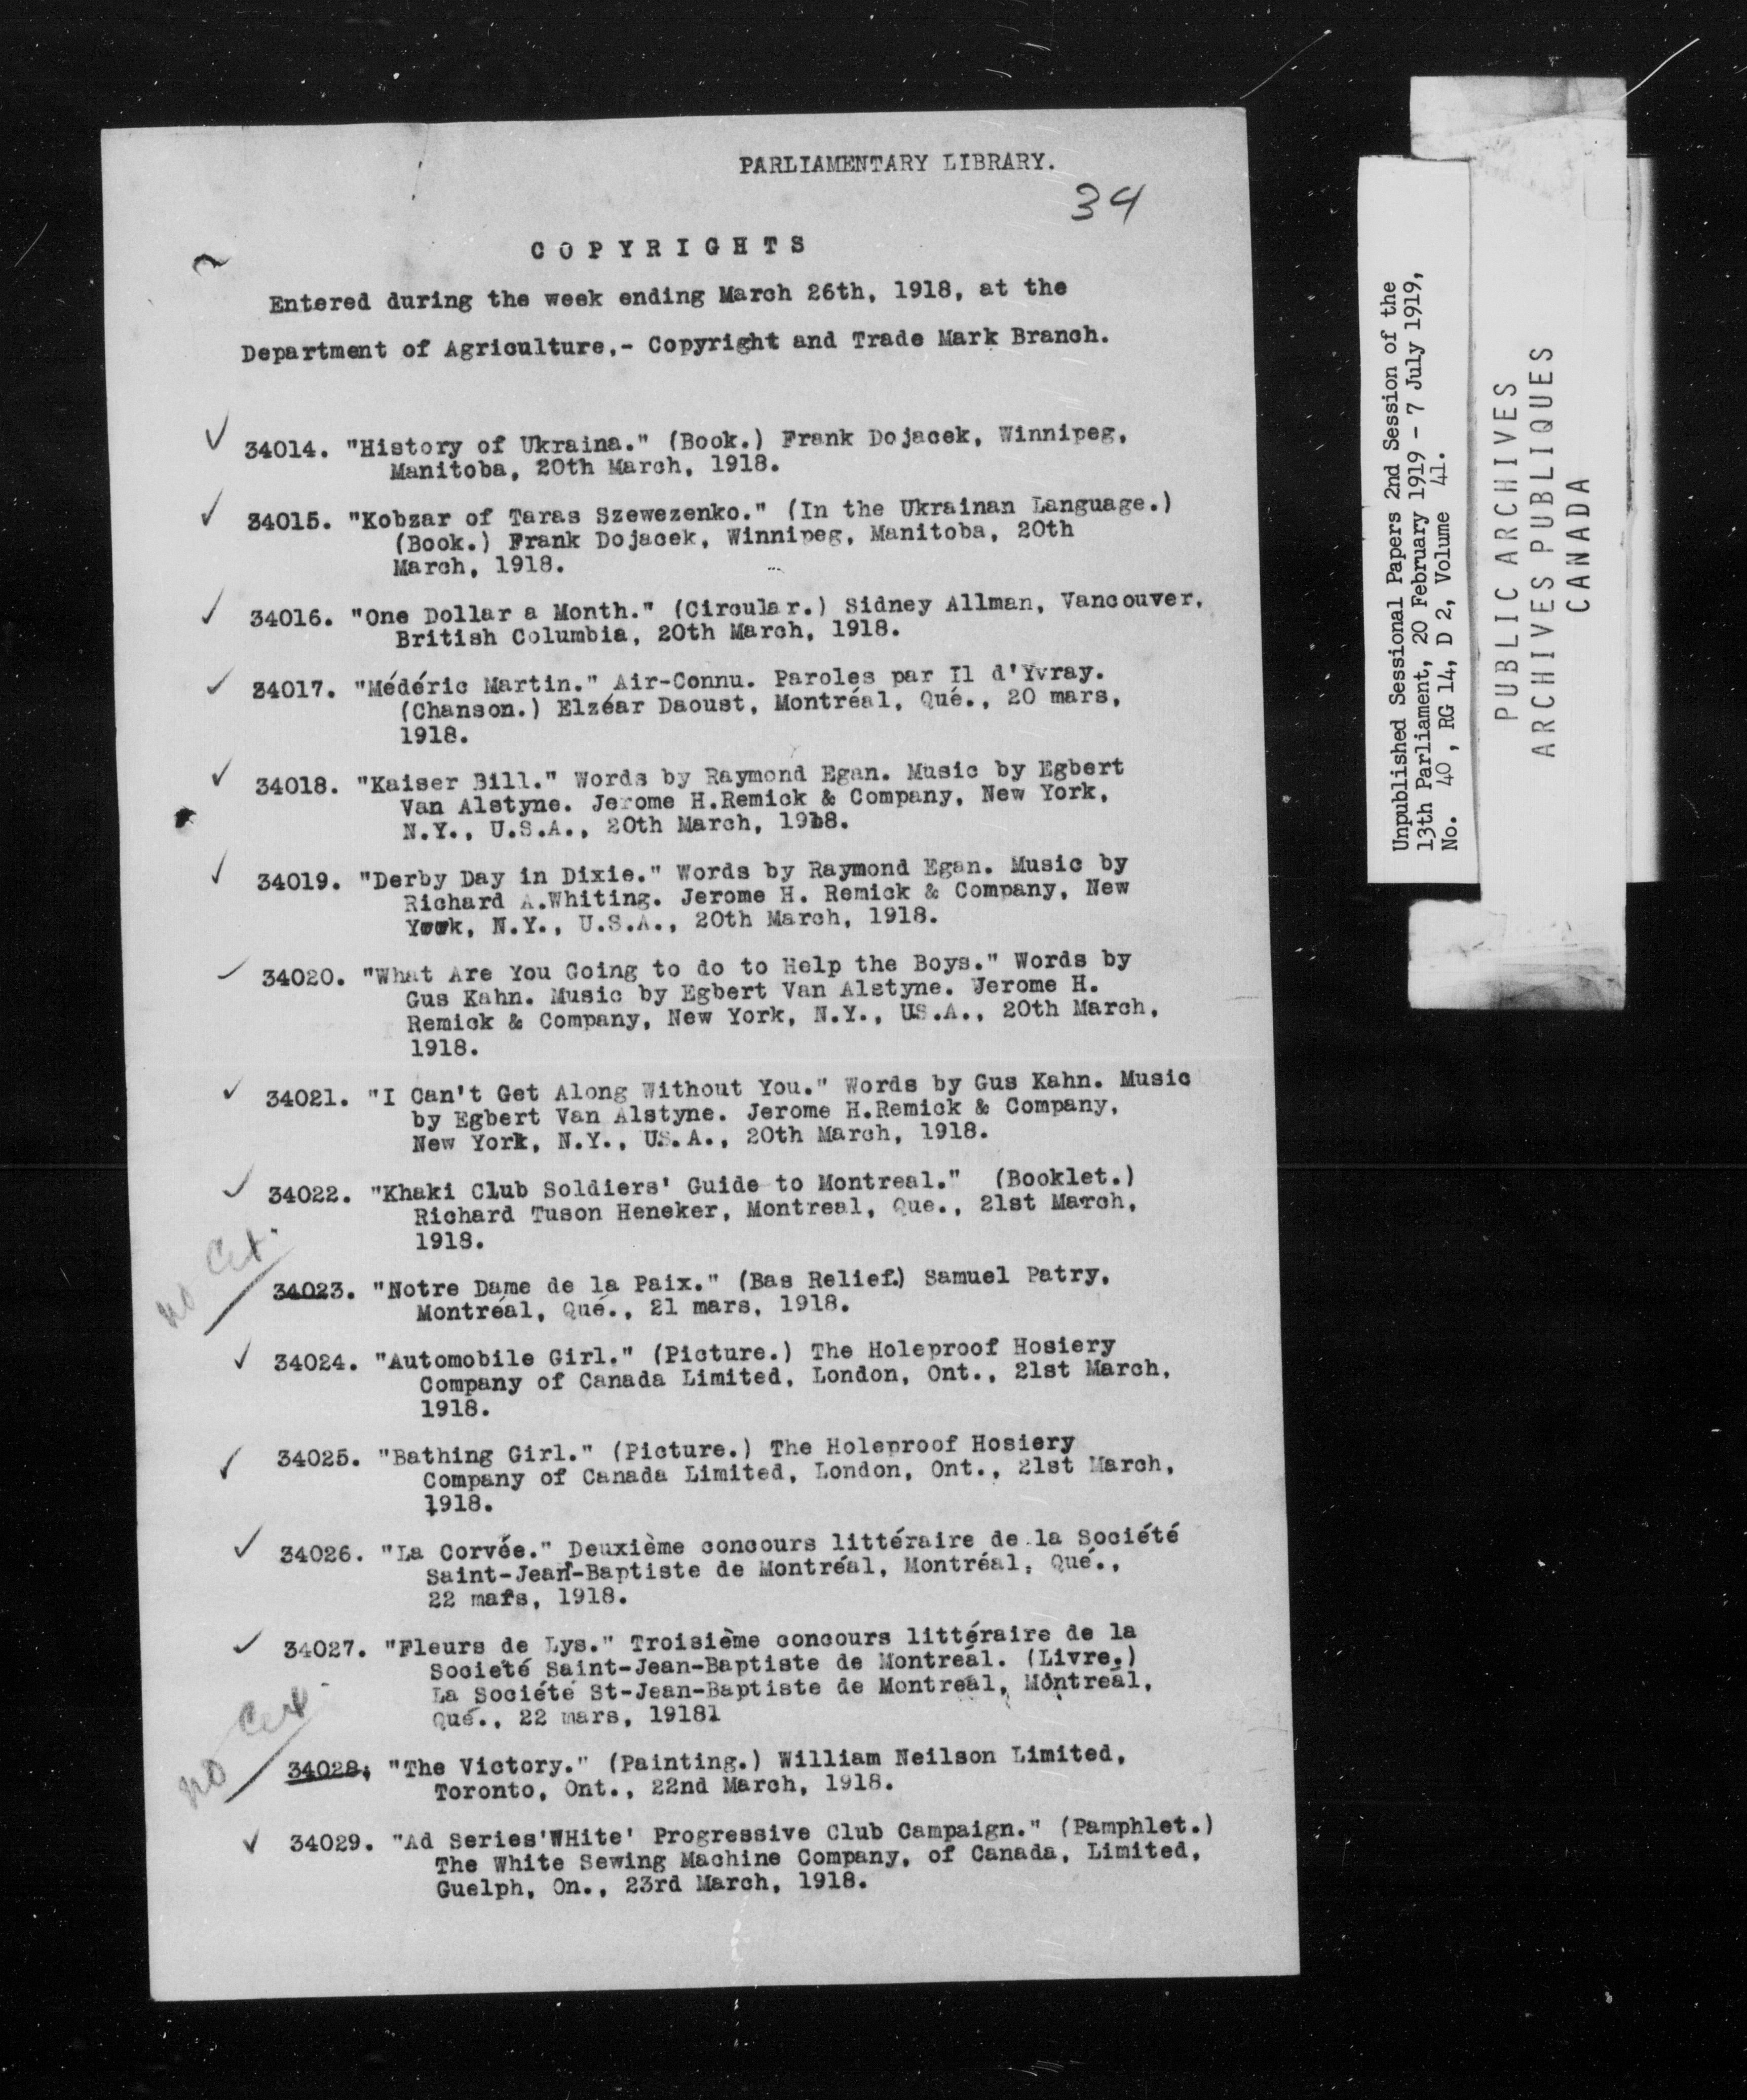 PARLIAMENTARY LIBRARY.
34
COPYRIGHTS
Entered during the week ending March 26th, 1918, at the
Department of Agriculture,- Copyright and Trade Mark Branch.
34014. "History of Ukraina." (Book.) Frank Dojacek, Winnipeg,
Manitoba, 20th March, 1918.
34015. "Kobzar of Taras Szewezenko." (In the Ukrainan Language.)
(Book.) Frank Dojacek, Winnipeg, Manitoba, 20th
March, 1918.
34016. "One Dollar a Month." (Circular.) Sidney Allman, Vancouver,
British Columbia, 20th March, 1918.
34017. "Médéric Martin." Air-Connu. Paroles par Il d'Yvray.
(Chanson.) Elzéar Daoust, Montréal, Qué., 20 mars,
1918.
34018. "Kaiser Bill." Words by Raymond Egan. Music by Egbert
Van Alstyne. Jerome H.Remick & Company, New York,
N.Y., U.S.A., 20th March, 1918.
34019. "Derby Day in Dixie." Words by Raymond Egan. Music by
Richard A.Whiting. Jerome H. Remick & Company, New
York, N.Y., U.S.A., 20th March, 1918.
34020. "What Are You Going to do to Help the Boys." Words by
Gus Kahn. Music by Egbert Van Alstyne. Jerome H.
Remick & Company, New York, N.Y., U.S.A., 20th March,
1918.
34021. "I Can't Get Along Without You." Words by Gus Kahn. Music
by Egbert Van Alstyne. Jerome H.Remick & Company,
New York, N.Y., U.S.A., 20th March, 1918.
34022. "Khaki Club Soldiers' Guide to Montreal." (Booklet.)
Richard Tuson Heneker, Montreal, Que., 21st March,
1918.
no Cert.
34023. "Notre Dame de la Paix." (Bas Relief.) Samuel Patry,
Montréal, Qué., 21 mars, 1918.
34024. "Automobile Girl." (Picture.) The Holeproof Hosiery
Company of Canada Limited, London, Ont., 21st March,
1918.
34025. "Bathing Girl." (Picture.) The Holeproof Hosiery
Company of Canada Limited, London, Ont., 21st March,
1918.
34026. "La Corvée." Deuxième concours littéraire de la Société
Saint-Jean-Baptiste de Montréal, Montréal, Qué.,
22 mars, 1918.
34027. "Fleurs de Lys." Troisième concours littéraire de la
Societé Saint-Jean-Baptiste de Montreál. (Livre.)
La Société St-Jean-Baptiste de Montreál, Móntreál,
Qué., 22 mars, 19181
no Cert.
34028. "The Victory." (Painting.) William Neilson Limited,
Toronto, Ont., 22nd March, 1918.
34029. "Ad Series'WHite' Progressive Club Campaign." (Pamphlet.)
The White Sewing Machine Company, of Canada, Limited,
Guelph, On., 23rd March, 1918.
Unpublished Sessional Papers 2nd Session of the
13th Parliament, 20 February 1919 - 7 July 1919,
No. 40 , RG 14, D 2, Volume 41.
PUBLIC ARCHIVES
ARCHIVES PUBLIQUES
CANADA